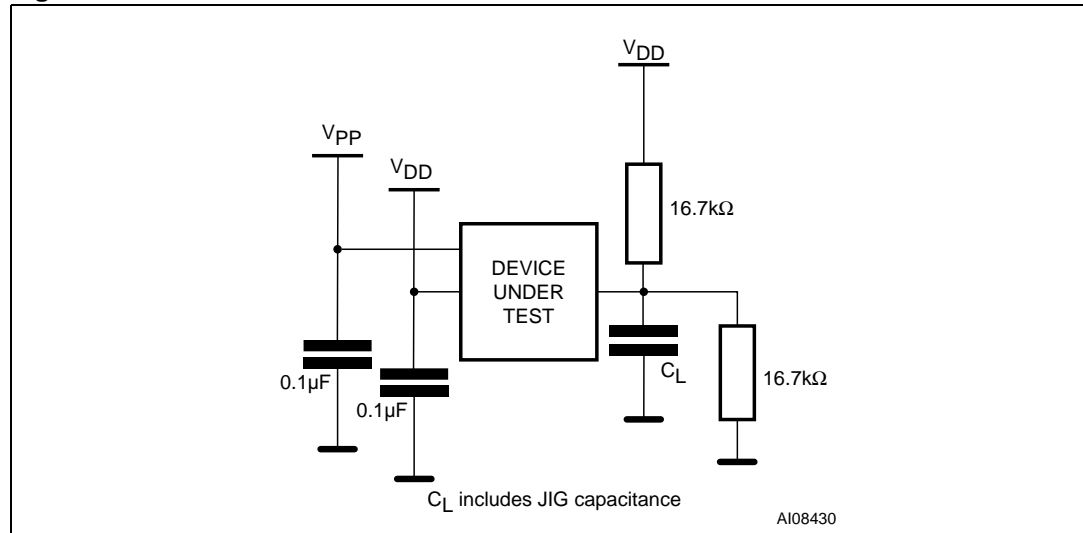 VDD
VPP
VDD
16.7kΩ
DEVICE
UNDER
TEST
CL
16.7kΩ
0.1µF
0.1µF
CL includes JIG capacitance
AI08430